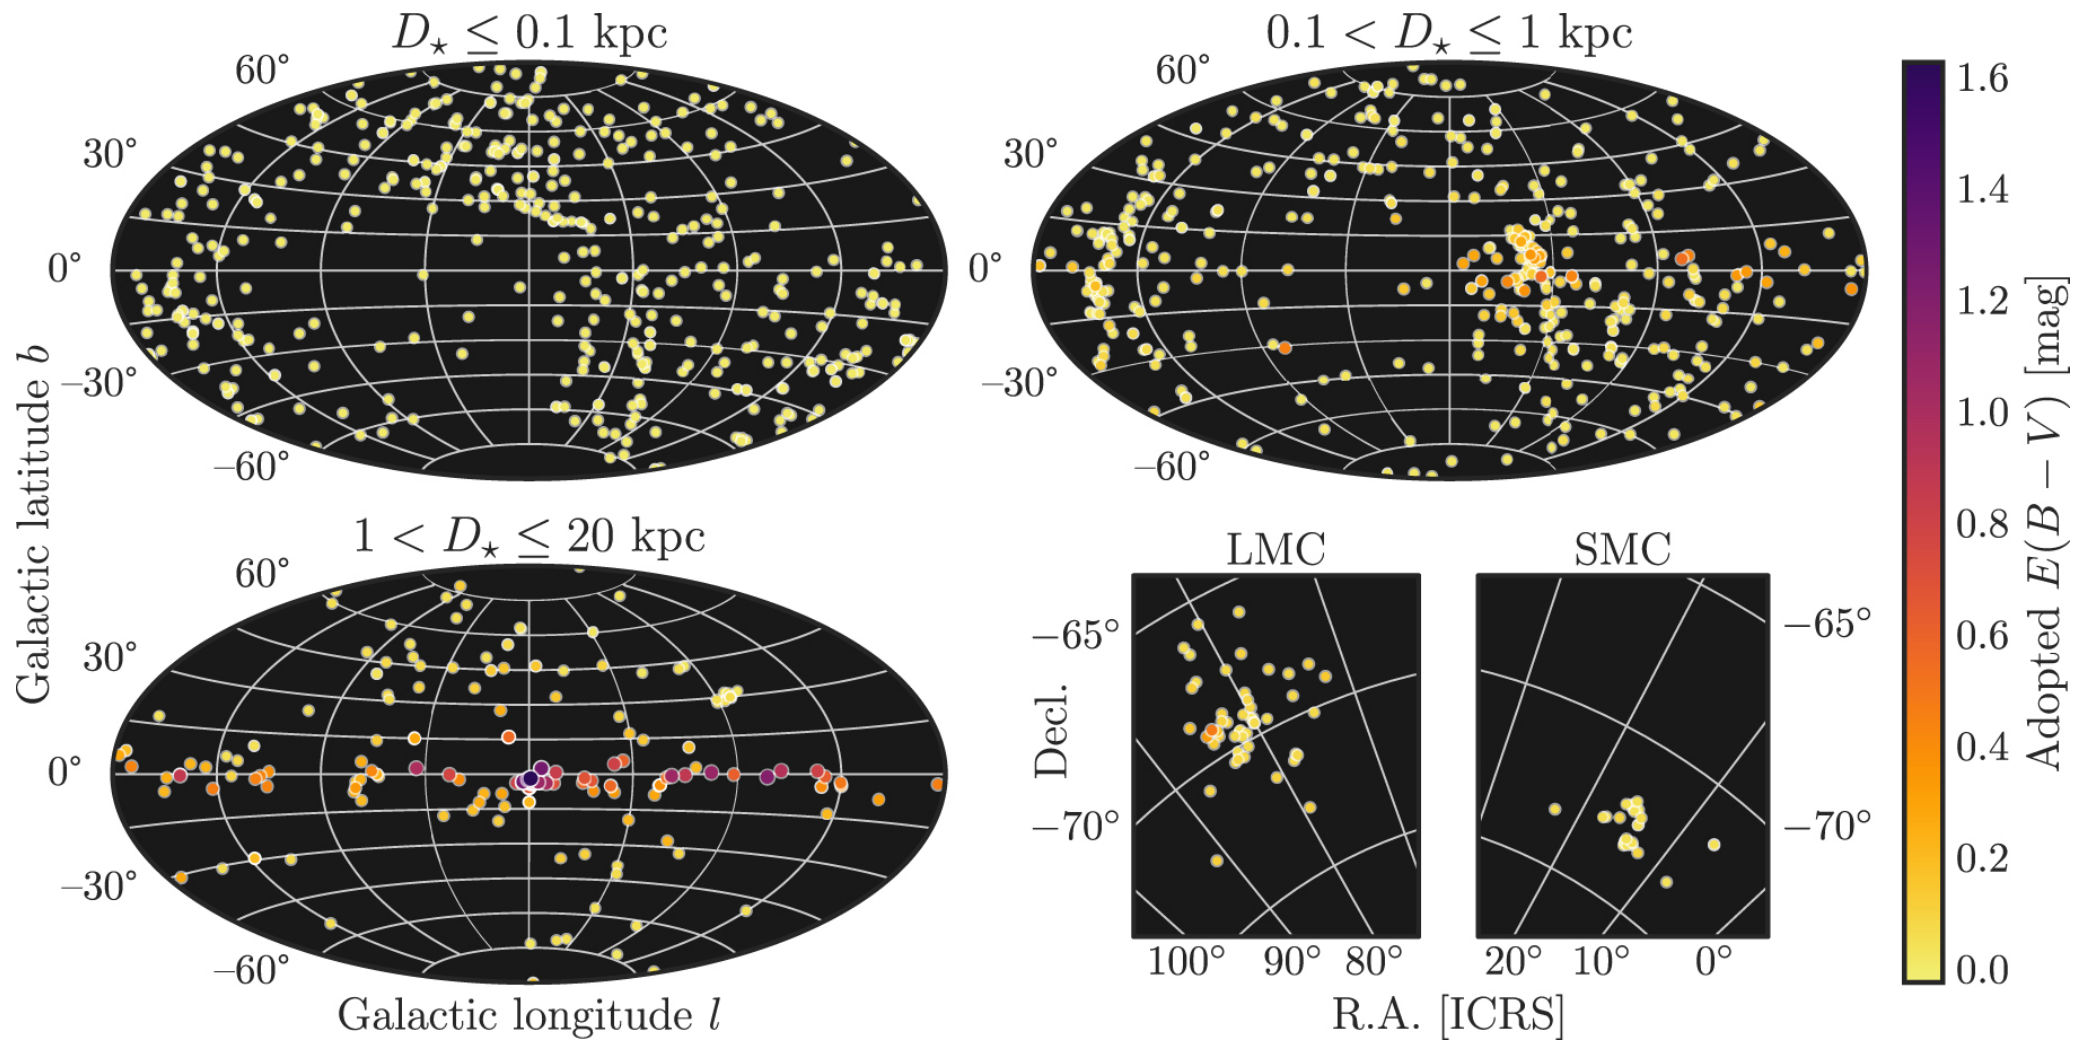 D⋆ ≤ 0.1 kpc
0.1 < D⋆ ≤ 1 kpc
60°
30°
0°
−30°
−60°
60°
30°
0°
−30°
−60°
1 < D⋆ ≤ 20 kpc
60°
30°
0°
−30°
−60°
Galactic latitude b
Galactic longitude l
LMC
SMC
−65°
−70°
Decl.
−65°
−70°
100° 90° 80°
20° 10° 0°
R.A. [ICRS]
1.6
1.4
1.2
1.0
0.8
0.6
0.4
0.2
0.0
Adopted E(B − V) [mag]